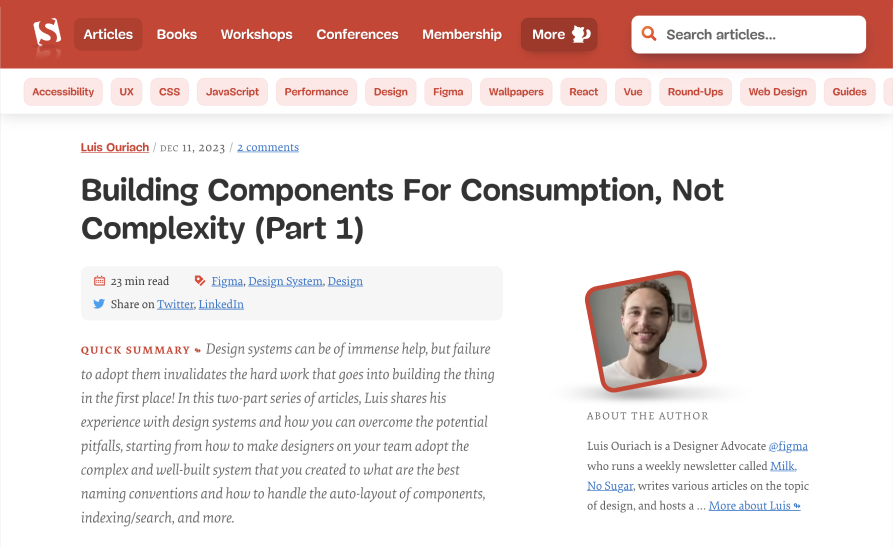 Articles Books Workshops Conferences Membership More Search articles...
Accessibility UX CSS JavaScript Performance Design Figma Wallpapers React Vue Round-Ups Web Design Guides
Luis Ouriach / DEC 11, 2023 / 2 comments
Building Components For Consumption, Not
Complexity (Part 1)
23 min read Figma, Design System, Design
Share on Twitter, LinkedIn
QUICK SUMMARY ↬ Design systems can be of immense help, but failure
to adopt them invalidates the hard work that goes into building the thing
in the first place! In this two-part series of articles, Luis shares his
experience with design systems and how you can overcome the potential
pitfalls, starting from how to make designers on your team adopt the
complex and well-built system that you created to what are the best
naming conventions and how to handle the auto-layout of components,
indexing/search, and more.
ABOUT THE AUTHOR
Luis Ouriach is a Designer Advocate @figma
who runs a weekly newsletter called Milk,
No Sugar, writes various articles on the topic
of design, and hosts a ... More about Luis ↬